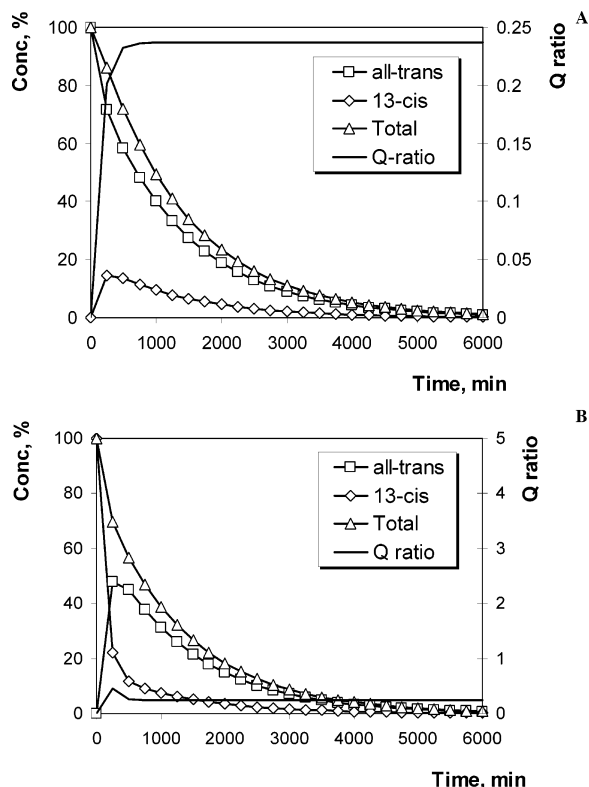 A
Conc, %
Q ratio
100
80
60
40
20
0
0.25
0.2
0.15
0.1
0.05
0
all-trans
13-cis
Total
Q-ratio
0 1000 2000 3000 4000 5000 6000
Time, min
B
Conc, %
Q ratio
100
80
60
40
20
0
5
4
3
2
1
0
all-trans
13-cis
Total
Q ratio
0 1000 2000 3000 4000 5000 6000
Time, min